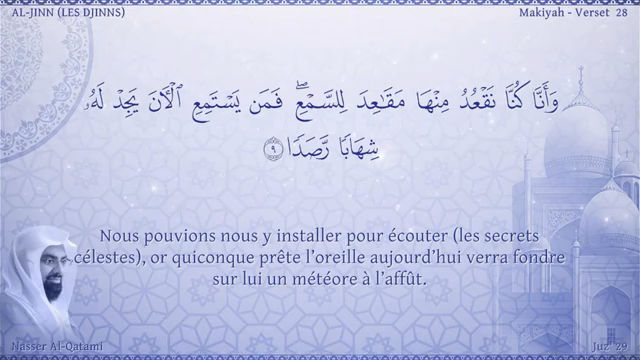 AL-JINN (LES DJINNS)
Makiyah - Verset 28
وَأَنَّا كُنَّا نَقْعُدُ مِنْهَا مَقَٰعِدَ لِلسَّمْعِ ۖ فَمَن يَسْتَمِعِ ٱلْءَانَ يَجِدْ لَهُۥ
شِهَابًا رَّصَدًا ٩
Nous pouvions nous y installer pour écouter (les secrets
célestes), or quiconque prête l’oreille aujourd’hui verra fondre
sur lui un météore à l’affût.
Nasser Al-Qatami
Juz' 29